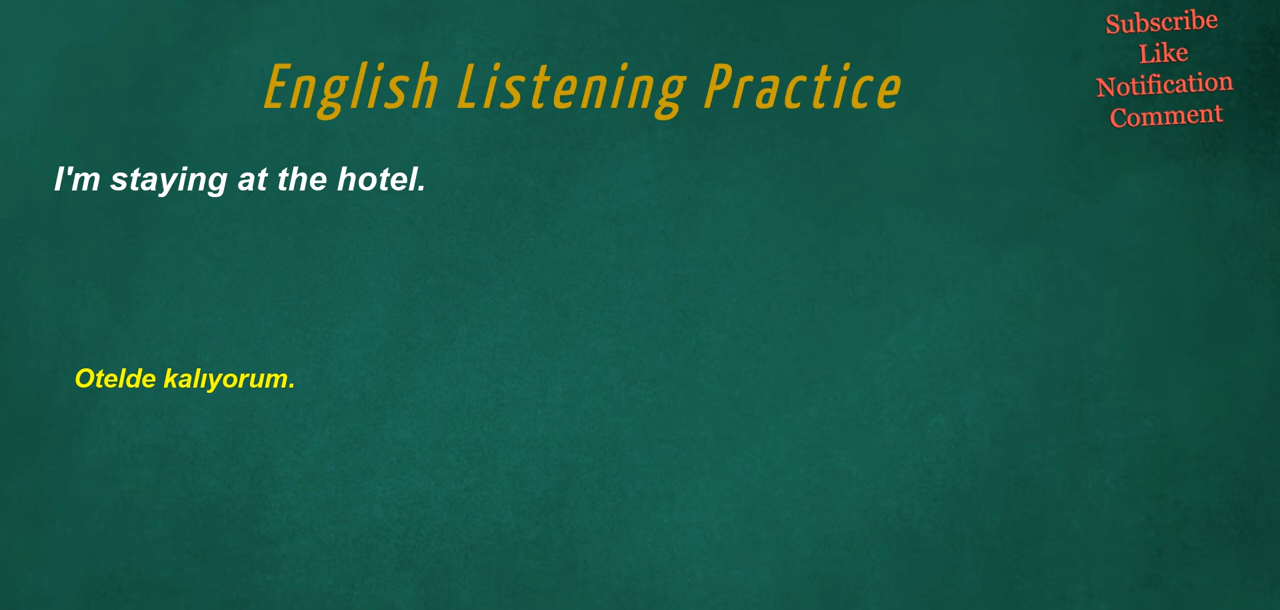 Subscribe
Like
Notification
Comment
English Listening Practice
I'm staying at the hotel.
Otelde kalıyorum.